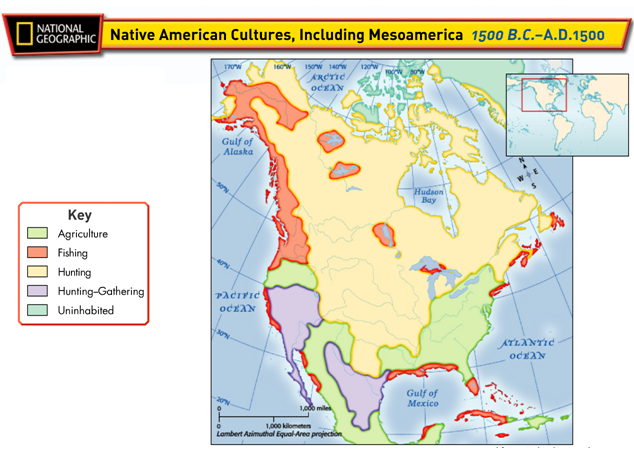 NATIONAL
GEOGRAPHIC
Native American Cultures, Including Mesoamerica 1500 B.C.–A.D.1500
170°W 160°W 150°W 140°W 120°W 100°W 80°W
ARCTIC
OCEAN
Gulf of
Alaska
Hudson
Bay
N
W E
S
50°N
Key
Agriculture
Fishing
Hunting
Hunting–Gathering
Uninhabited
40°N
PACIFIC
OCEAN
30°N
ATLANTIC
OCEAN
Gulf of
Mexico
20°N
0 1,000 miles
0 1,000 kilometers
Lambert Azimuthal Equal-Area projection